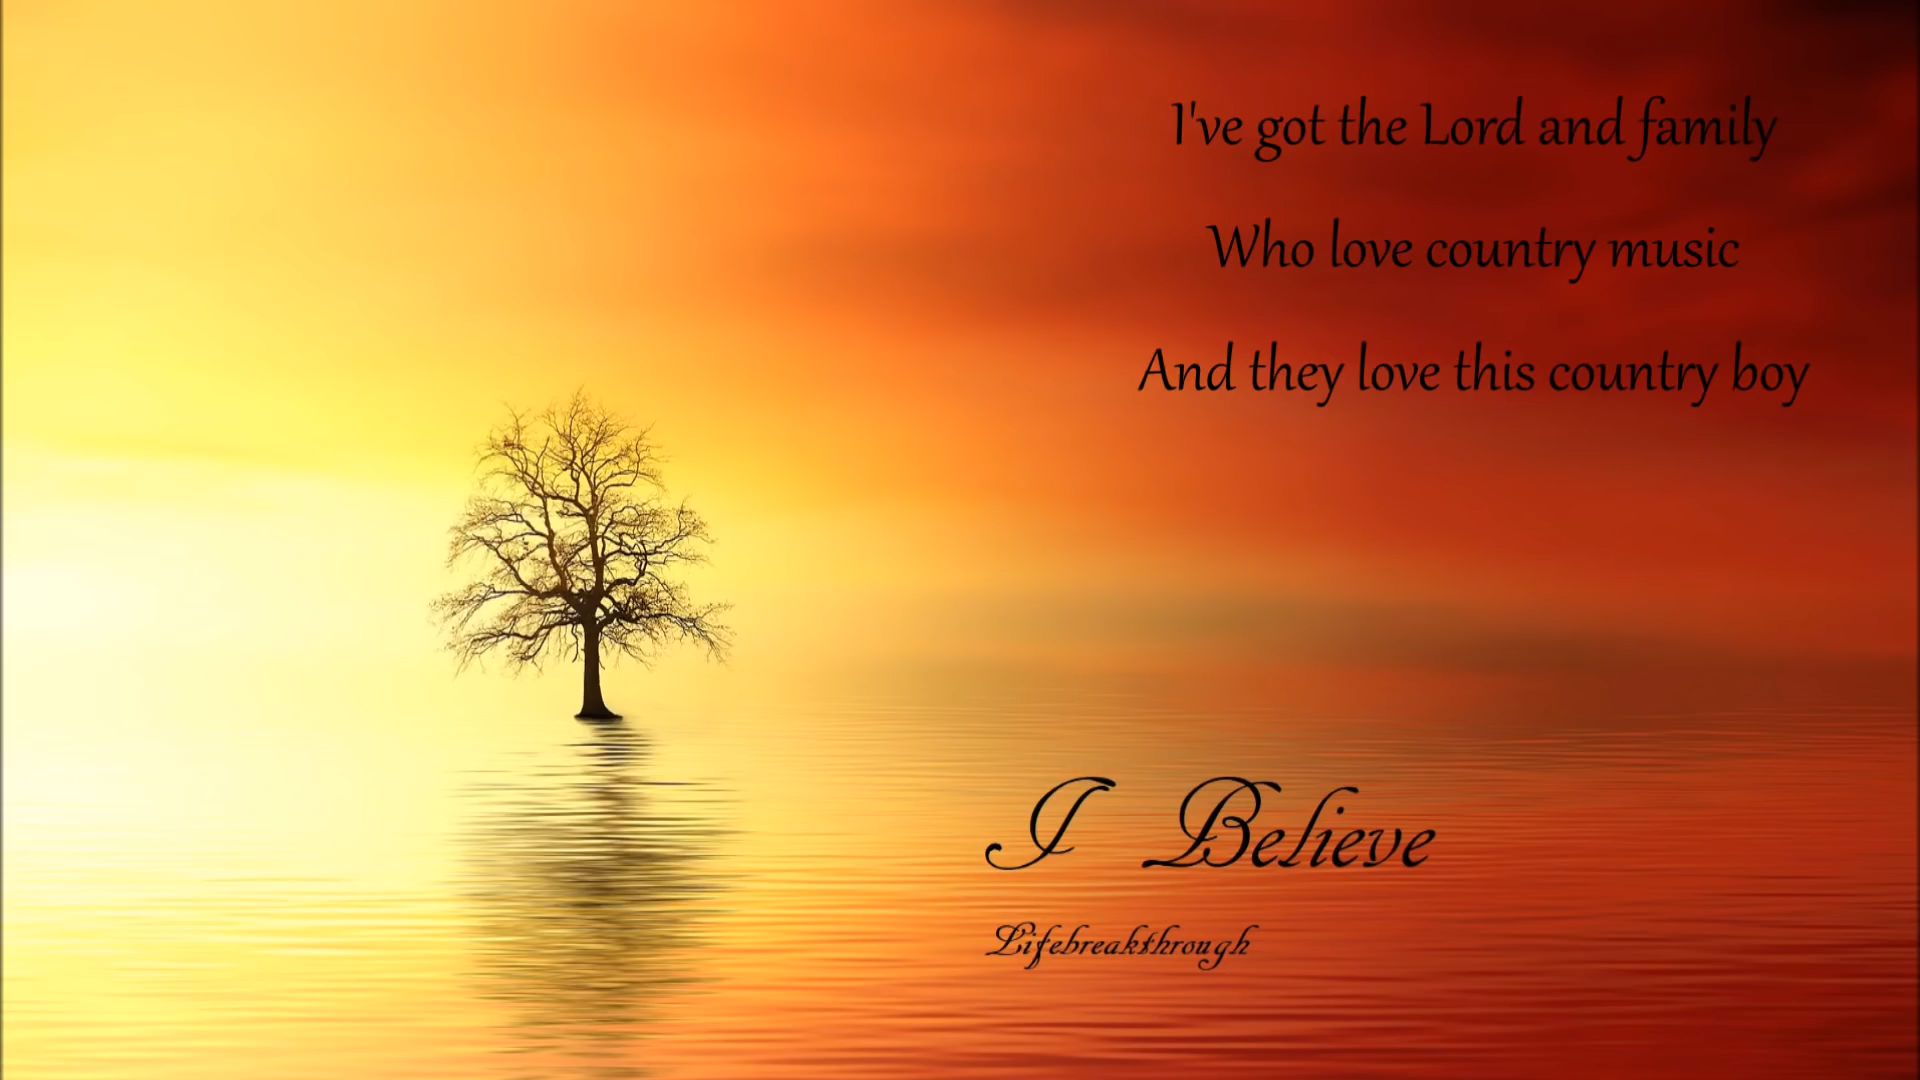 I've got the Lord and family
Who love country music
And they love this country boy
I Believe
Lifebreakthrough